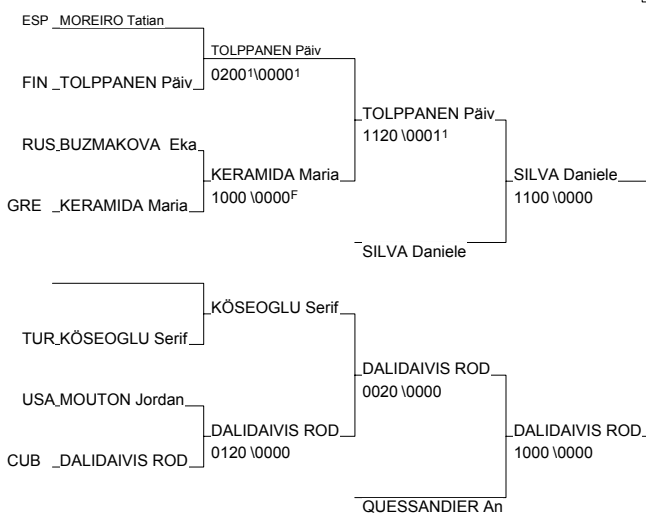 ESP MOREIRO Tatian
TOLPPANEN Päiv
0200¹\0000¹
FIN TOLPPANEN Päiv
TOLPPANEN Päiv
1120 \0001¹
RUS BUZMAKOVA Eka
KERAMIDA Maria
1000 \0000ᶠ
SILVA Daniele
1100 \0000
GRE KERAMIDA Maria
SILVA Daniele
KÖSEOGLU Serif
TUR KÖSEOGLU Serif
DALIDAIVIS ROD
0020 \0000
USA MOUTON Jordan
DALIDAIVIS ROD
0120 \0000
DALIDAIVIS ROD
1000 \0000
CUB DALIDAIVIS ROD
QUESSANDIER An